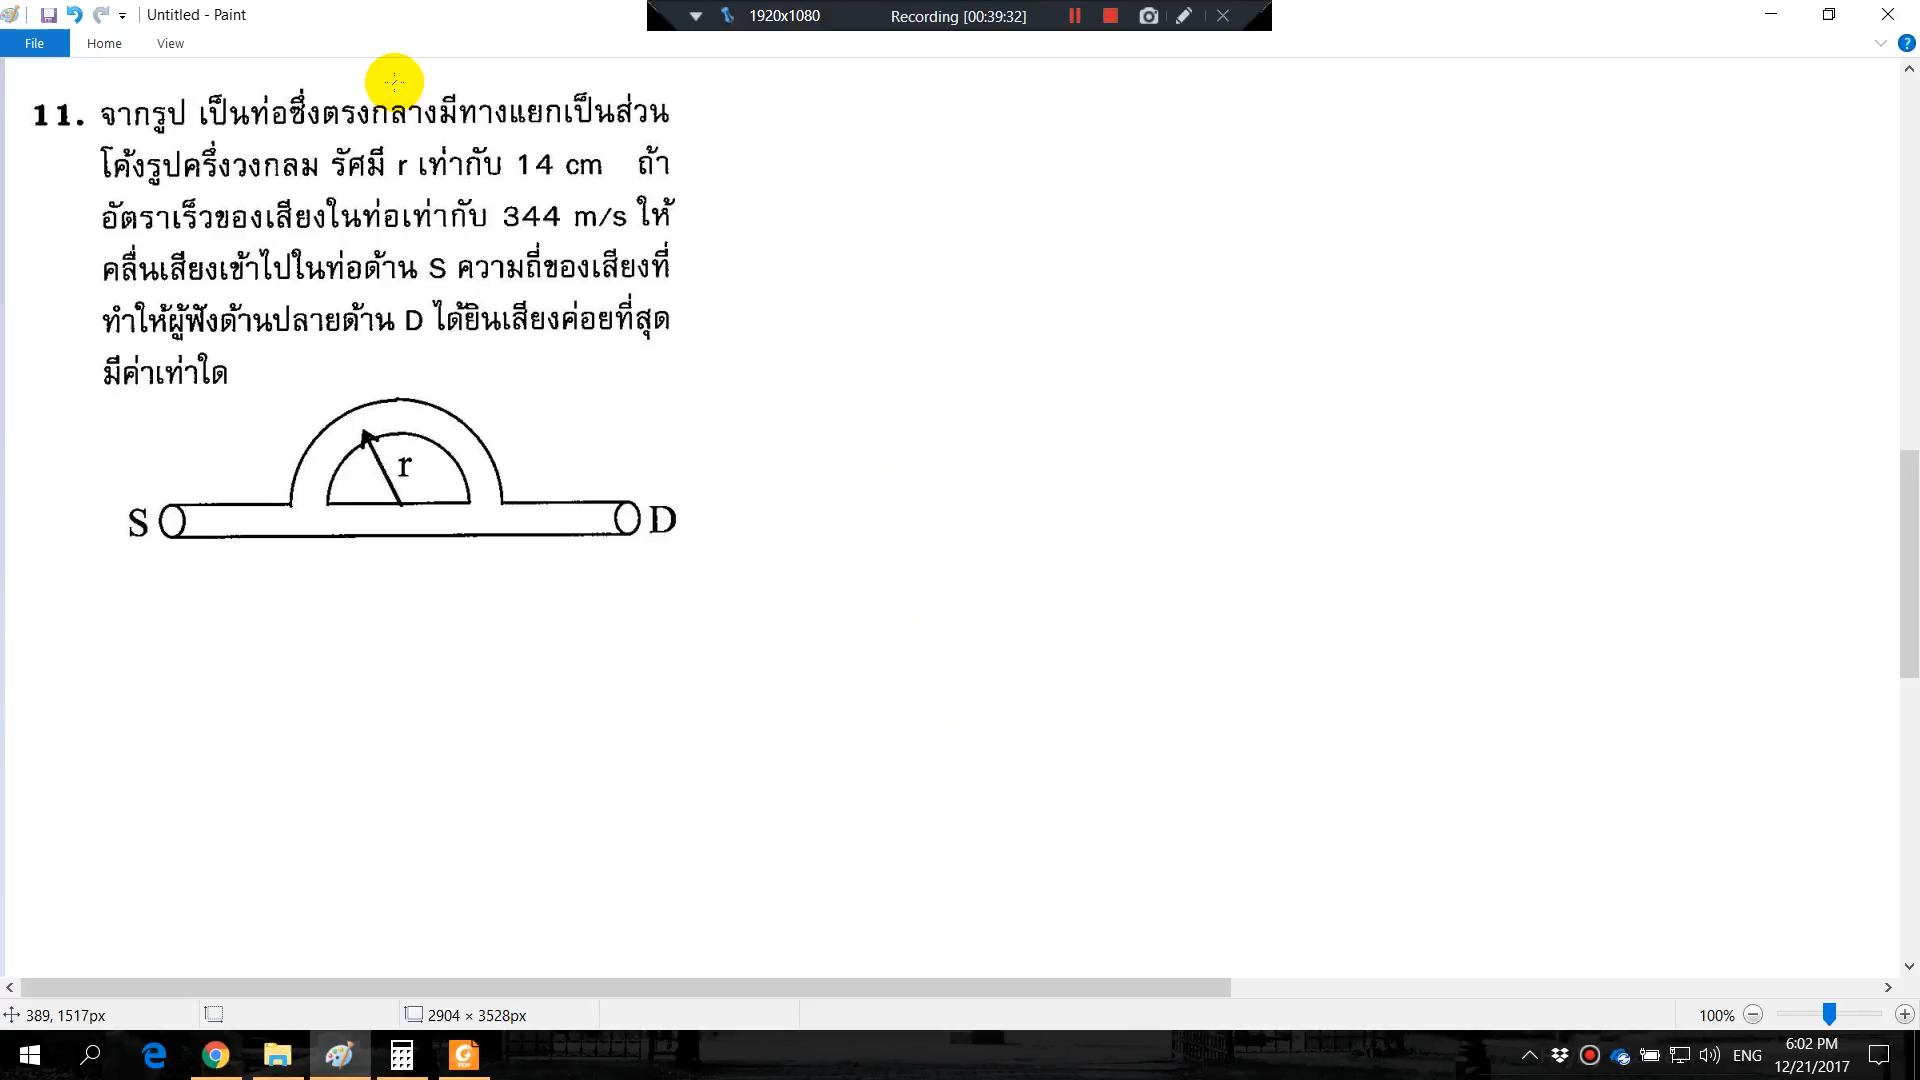 Untitled - Paint
1920x1080
Recording [00:39:32]
File
Home
View
11. จากรูป เป็นท่อซึ่งตรงกลางมีทางแยกเป็นส่วน
โค้งรูปครึ่งวงกลม รัศมี r เท่ากับ 14 cm ถ้า
อัตราเร็วของเสียงในท่อเท่ากับ 344 m/s ให้
คลื่นเสียงเข้าไปในท่อด้าน S ความถี่ของเสียงที่
ทำให้ผู้ฟังด้านปลายด้าน D ได้ยินเสียงค่อยที่สุด
มีค่าเท่าใด
r
S
D
389, 1517px
2904 × 3528px
100%
ENG
6:02 PM
12/21/2017